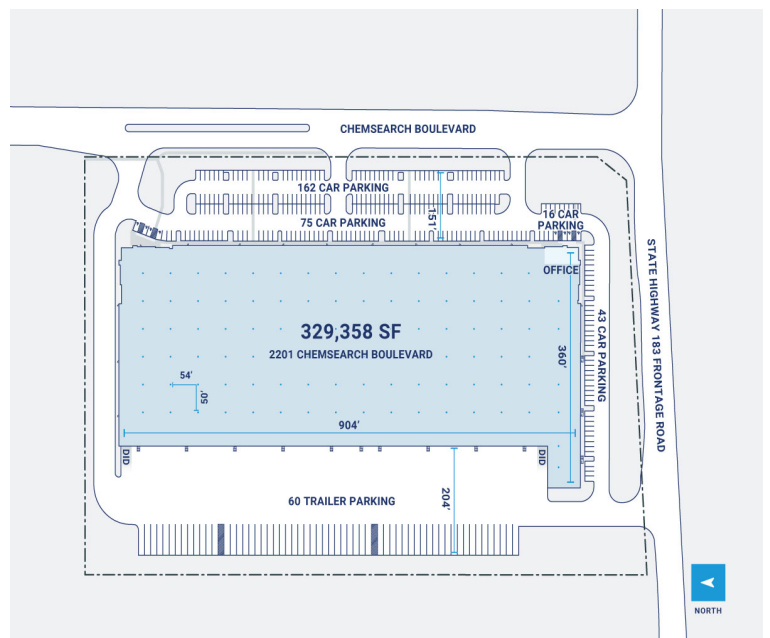 CHEMSEARCH BOULEVARD
162 CAR PARKING
75 CAR PARKING
151'
16 CAR
PARKING
OFFICE
STATE HIGHWAY 183 FRONTAGE ROAD
43 CAR PARKING
329,358 SF
2201 CHEMSEARCH BOULEVARD
360'
54'
50'
904'
DID
DID
60 TRAILER PARKING
204'
NORTH